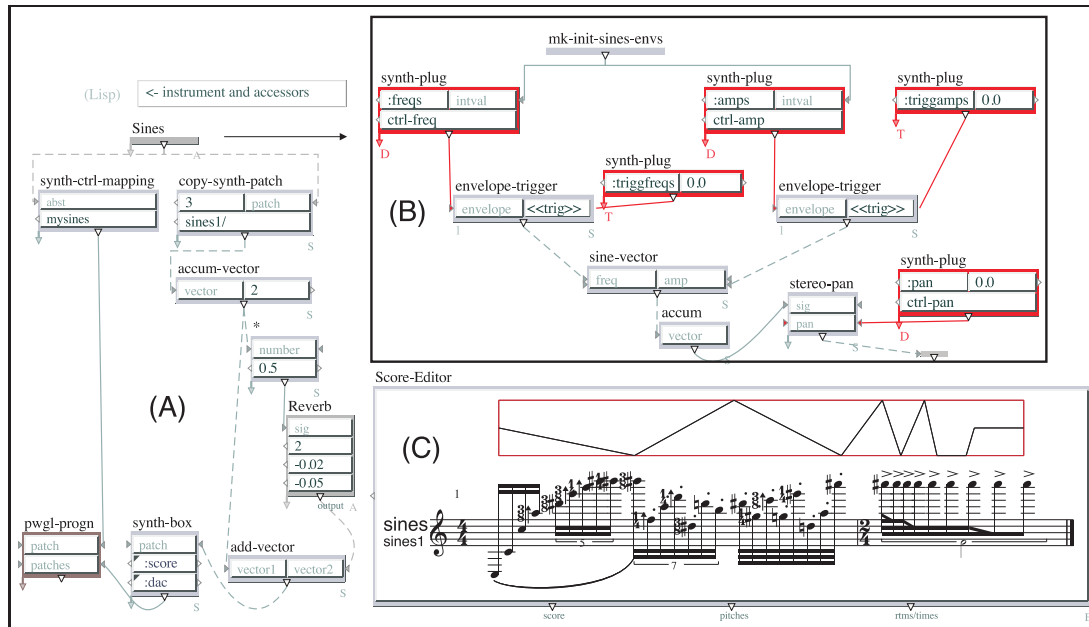 (Lisp)
<- instrument and accessors
Sines
A
synth-ctrl-mapping
abst
mysines
copy-synth-patch
3
patch
sines1/
S
accum-vector
vector
2
S
*
number
0.5
S
(A)
Reverb
sig
2
-0.02
-0.05
output
A
pwgl-progn
patch
patches
synth-box
patch
:score
:dac
S
add-vector
vector1
vector2
S
mk-init-sines-envs
synth-plug
:freqs
intval
ctrl-freq
D
synth-plug
:amps
intval
ctrl-amp
D
synth-plug
:triggamps
0.0
T
synth-plug
:triggfreqs
0.0
T
(B)
envelope-trigger
envelope
<<trig>>
S
envelope-trigger
envelope
<<trig>>
S
sine-vector
freq
amp
S
accum
vector
S
stereo-pan
sig
pan
S
synth-plug
:pan
0.0
ctrl-pan
D
Score-Editor
(C)
1
sines
sines1
4
4
5
7
2
4
score
pitches
rtms/times